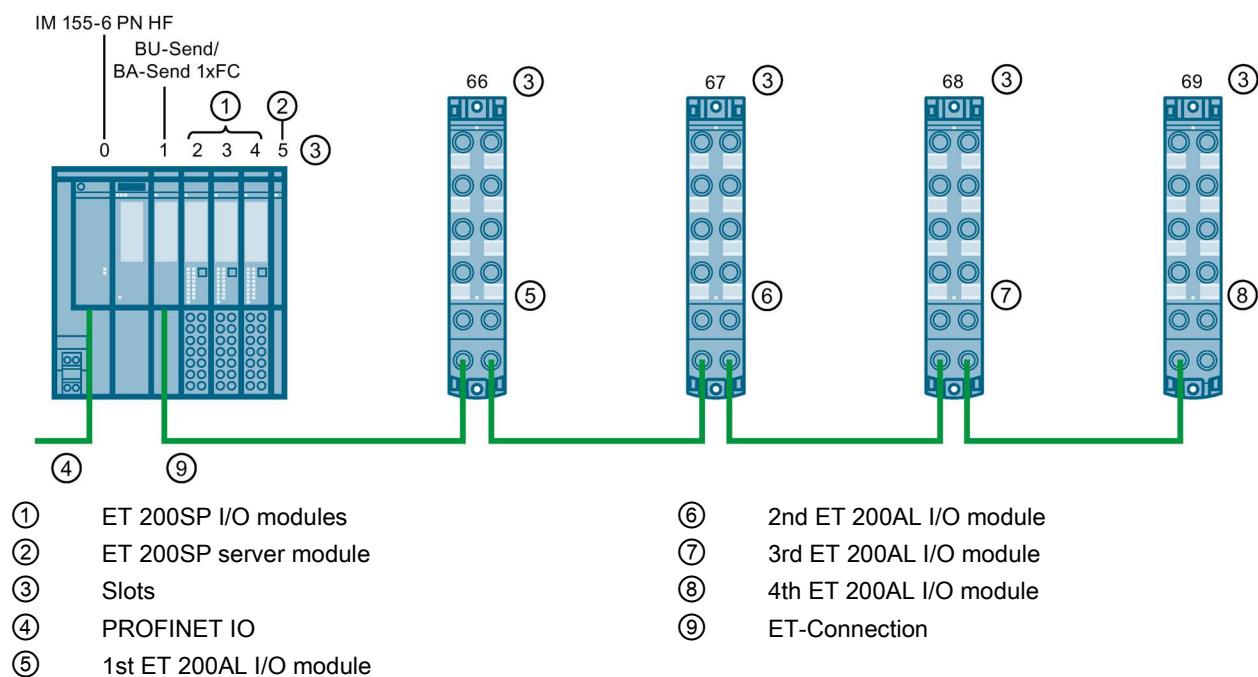 IM 155-6 PN HF
BU-Send/
BA-Send 1xFC
① ②
0 1 2 3 4 5 ③
66 ③
67 ③
68 ③
69 ③
⑤ ⑥ ⑦ ⑧
④ ⑨
① ET 200SP I/O modules
② ET 200SP server module
③ Slots
④ PROFINET IO
⑤ 1st ET 200AL I/O module
⑥ 2nd ET 200AL I/O module
⑦ 3rd ET 200AL I/O module
⑧ 4th ET 200AL I/O module
⑨ ET-Connection